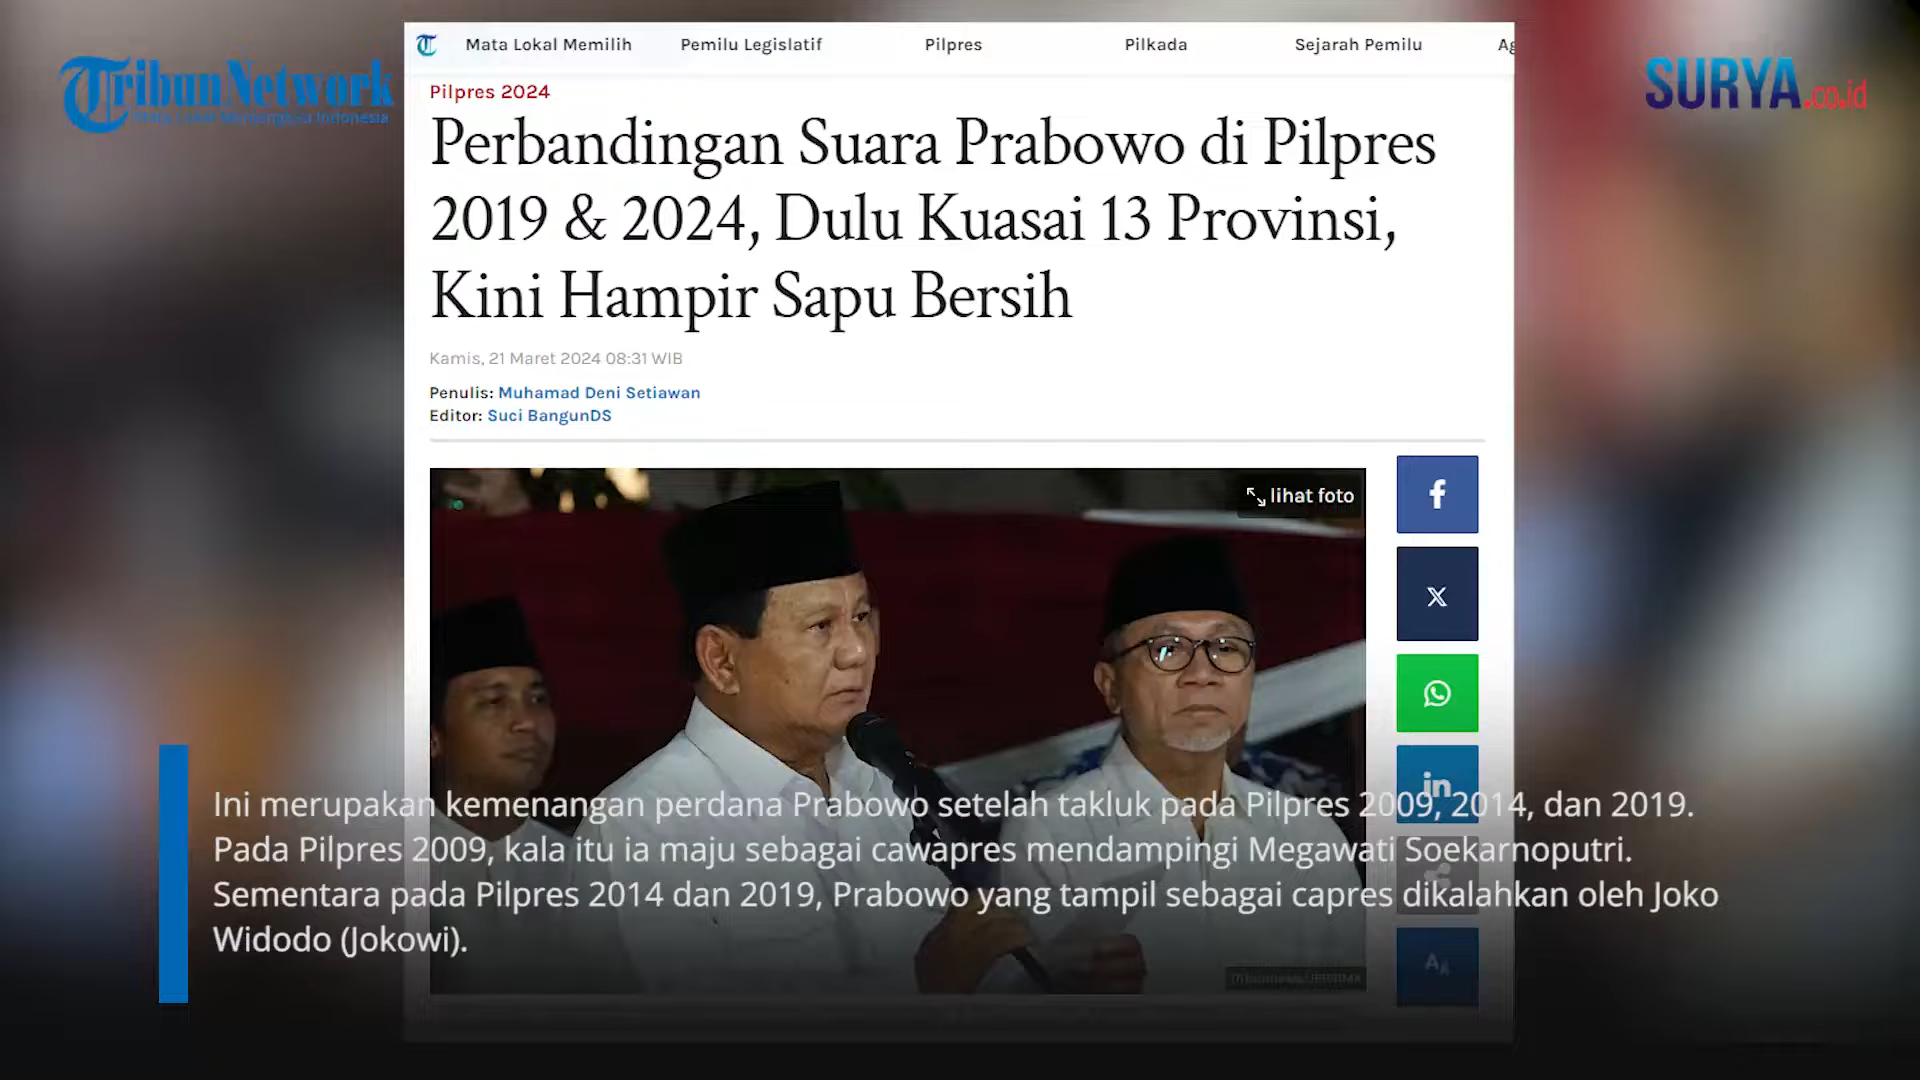 TribunNetwork
Mata Lokal Menjangkau Indonesia
SURYA.co.id
Mata Lokal Memilih Pemilu Legislatif Pilpres Pilkada Sejarah Pemilu
Pilpres 2024
Perbandingan Suara Prabowo di Pilpres
2019 & 2024, Dulu Kuasai 13 Provinsi,
Kini Hampir Sapu Bersih
Kamis, 21 Maret 2024 08:31 WIB
Penulis: Muhamad Deni Setiawan
Editor: Suci BangunDS
lihat foto
Ini merupakan kemenangan perdana Prabowo setelah takluk pada Pilpres 2009, 2014, dan 2019.
Pada Pilpres 2009, kala itu ia maju sebagai cawapres mendampingi Megawati Soekarnoputri.
Sementara pada Pilpres 2014 dan 2019, Prabowo yang tampil sebagai capres dikalahkan oleh Joko
Widodo (Jokowi).